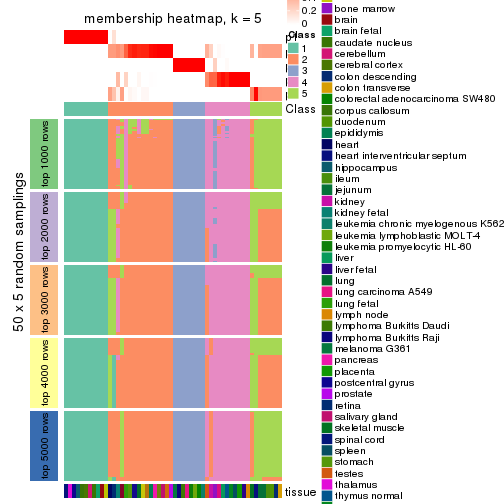 membership heatmap, k = 5
0.2
0
Class
1
2
3
4
5
Class
50 x 5 random samplings
top 1000 rows
top 2000 rows
top 3000 rows
top 4000 rows
top 5000 rows
tissue
bone marrow
brain
brain fetal
caudate nucleus
cerebellum
cerebral cortex
colon descending
colon transverse
colorectal adenocarcinoma SW480
corpus callosum
duodenum
epididymis
heart
heart interventricular septum
hippocampus
ileum
jejunum
kidney
kidney fetal
leukemia chronic myelogenous K562
leukemia lymphoblastic MOLT-4
leukemia promyelocytic HL-60
liver
liver fetal
lung
lung carcinoma A549
lung fetal
lymph node
lymphoma Burkitts Daudi
lymphoma Burkitts Raji
melanoma G361
pancreas
placenta
postcentral gyrus
prostate
retina
salivary gland
skeletal muscle
spinal cord
spleen
stomach
testes
thalamus
thymus normal